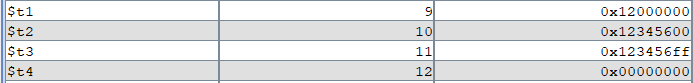 $t1 9 0x12000000
$t2 10 0x12345600
$t3 11 0x123456ff
$t4 12 0x00000000